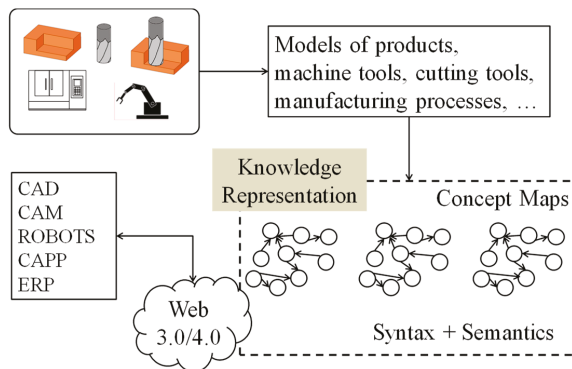 Models of products,
machine tools, cutting tools,
manufacturing processes, …
Knowledge
Representation
Concept Maps
CAD
CAM
ROBOTS
CAPP
ERP
Web
3.0/4.0
Syntax + Semantics